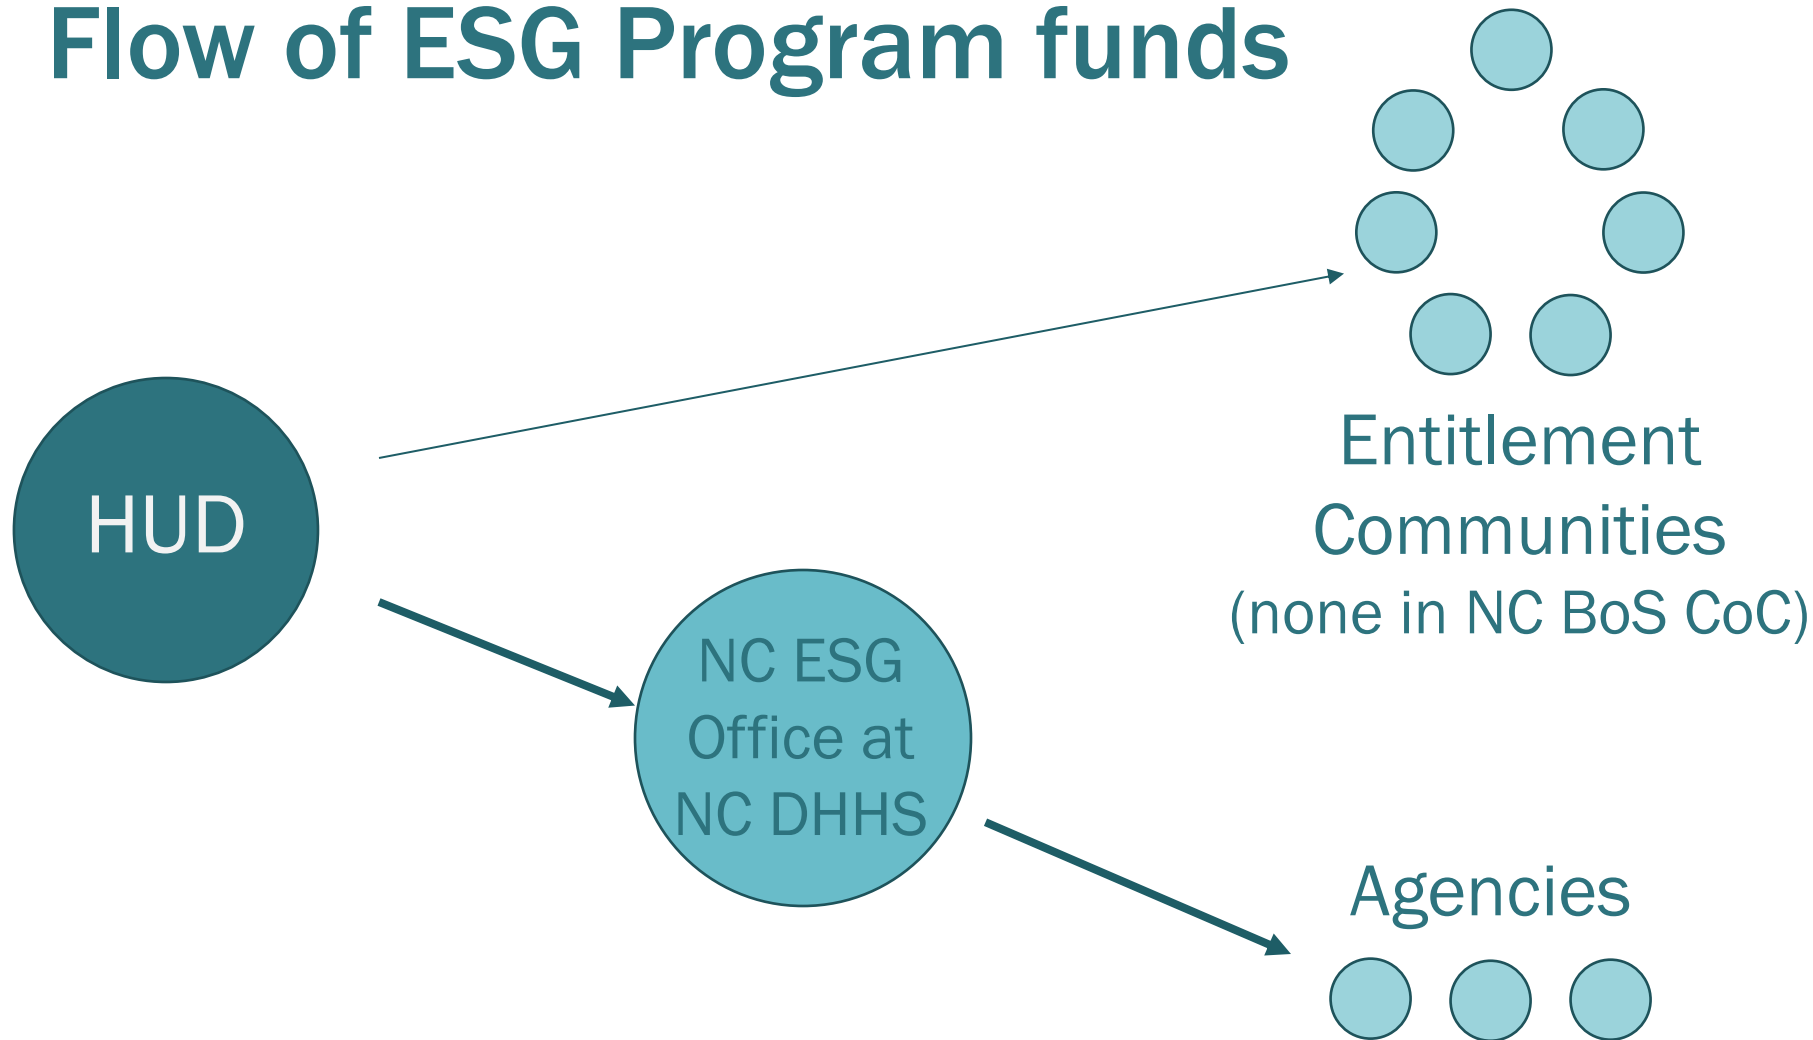 Flow of ESG Program funds
HUD
Entitlement
Communities
(none in NC BoS CoC)
NC ESG
Office at
NC DHHS
Agencies